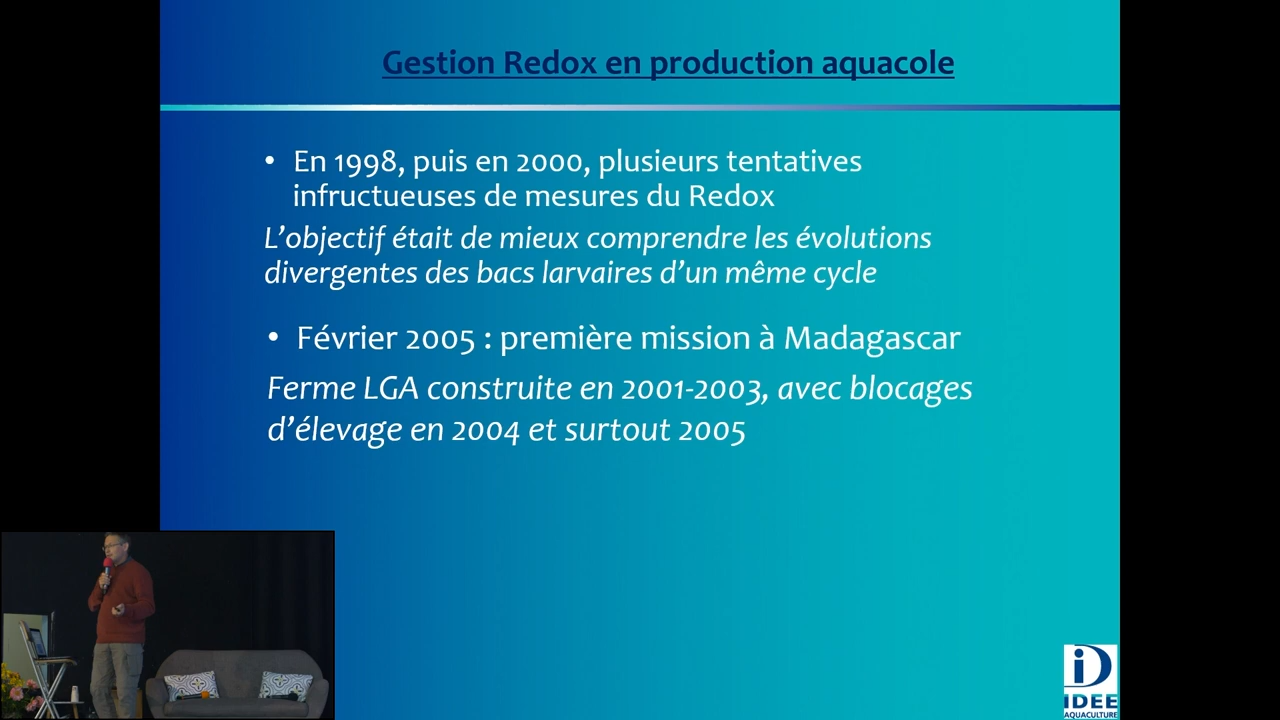 Gestion Redox en production aquacole
• En 1998, puis en 2000, plusieurs tentatives
infructueuses de mesures du Redox
L’objectif était de mieux comprendre les évolutions
divergentes des bacs larvaires d’un même cycle
• Février 2005 : première mission à Madagascar
Ferme LGA construite en 2001-2003, avec blocages
d’élevage en 2004 et surtout 2005
iD
IDEE
AQUACULTURE